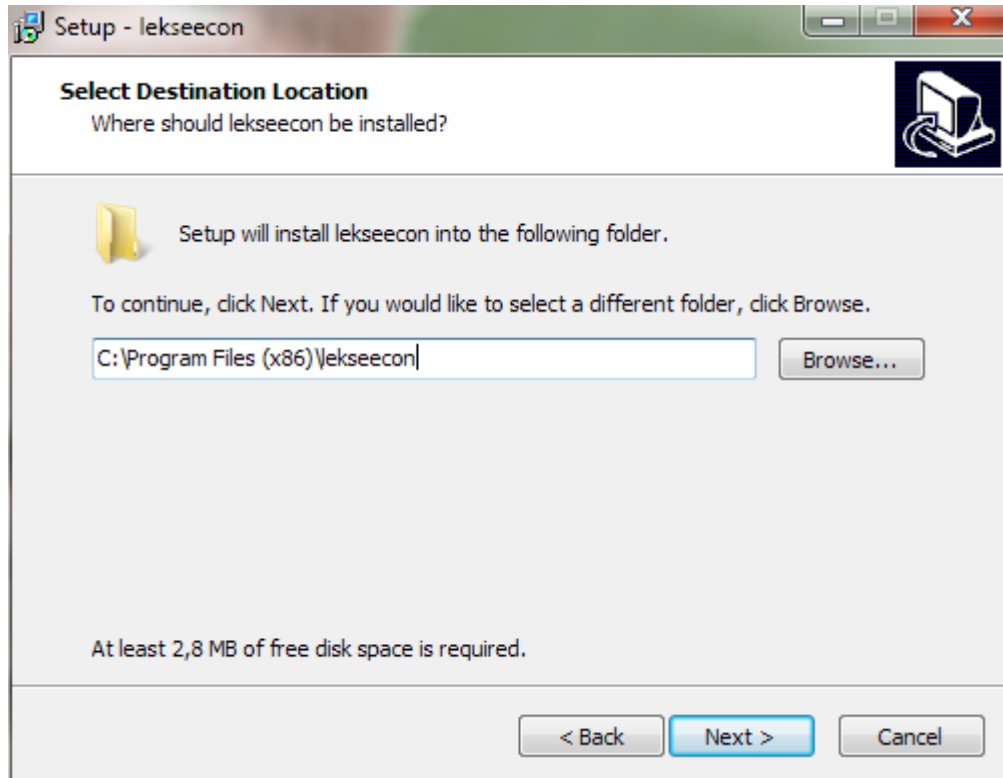 Setup - lekseecon
Select Destination Location
Where should lekseecon be installed?
Setup will install lekseecon into the following folder.
To continue, click Next. If you would like to select a different folder, click Browse.
C:\Program Files (x86)\lekseecon
Browse...
At least 2,8 MB of free disk space is required.
< Back
Next >
Cancel